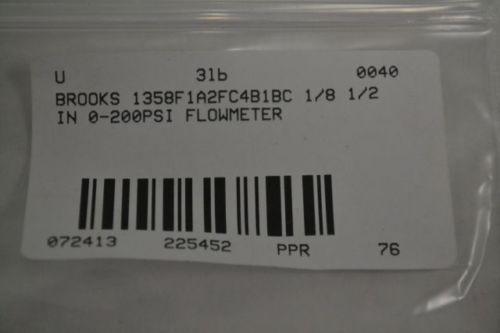 U 31b 0040
BROOKS 1358F1A2FC4B1BC 1/8 1/2
IN 0-200PSI FLOWMETER
072413 225452 PPR 76